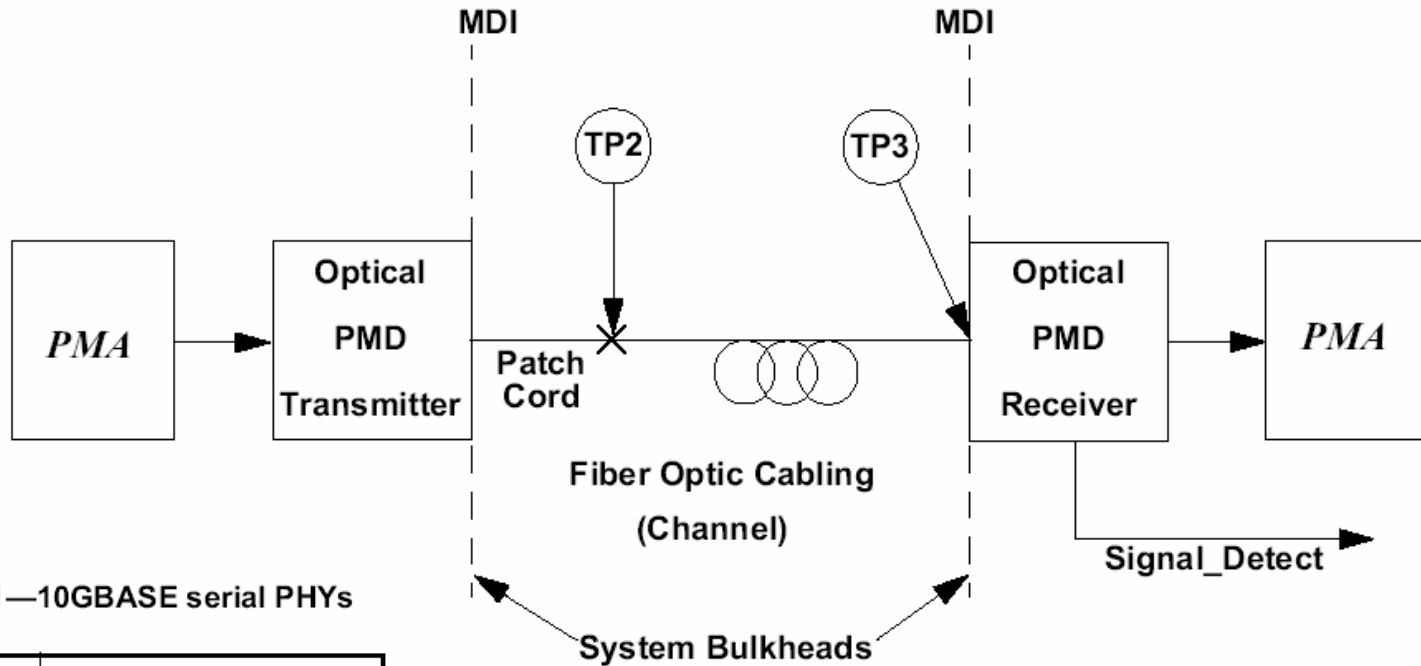 MDI
MDI
TP2
TP3
PMA
Optical
PMD
Transmitter
Patch
Cord
Optical
PMD
Receiver
PMA
Fiber Optic Cabling
(Channel)
Signal_Detect
—10GBASE serial PHYs
System Bulkheads